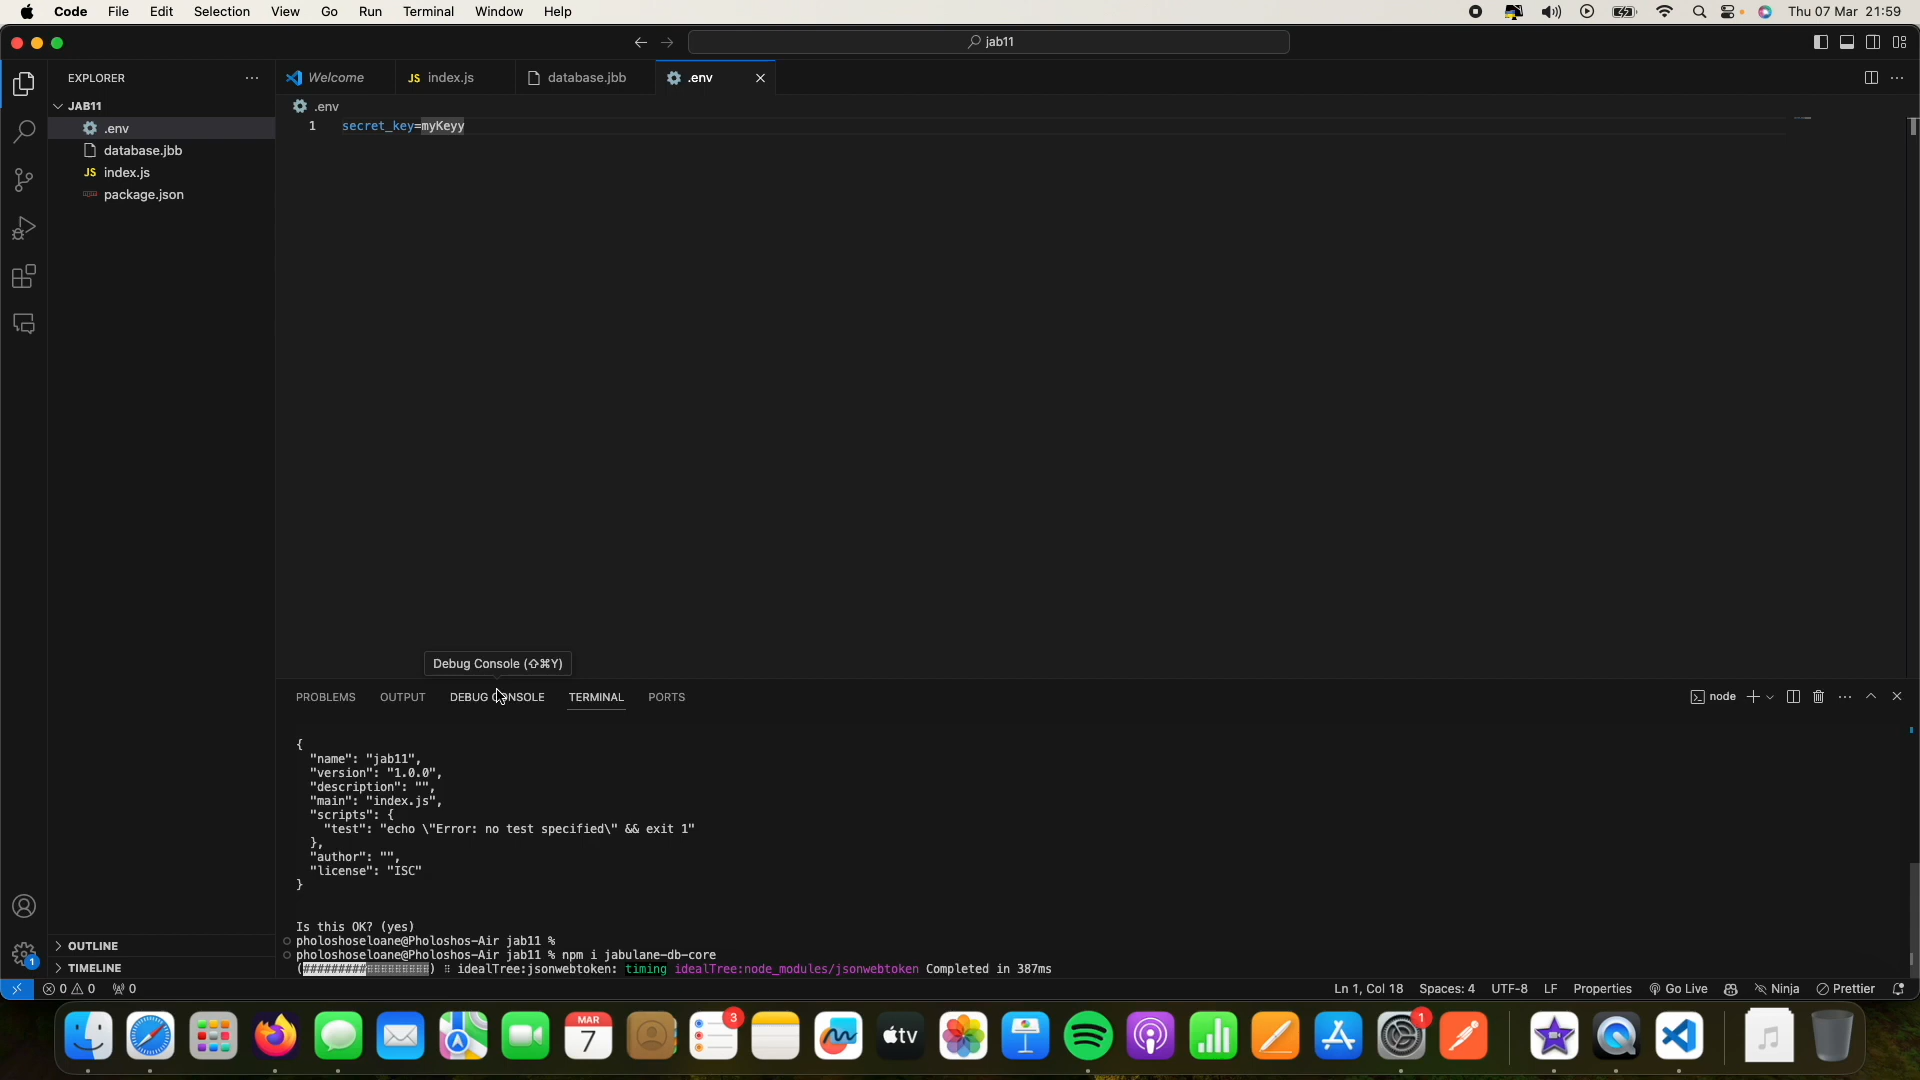 Code File Edit Selection View Go Run Terminal Window Help Thu 07 Mar 21:59
jab11
EXPLORER
Welcome
JS index.js
database.jbb
.env
JAB11
.env
database.jbb
JS index.js
package.json
.env
1 secret_key=myKeyy
Debug Console (⇧⌘Y)
PROBLEMS OUTPUT DEBUG CONSOLE TERMINAL PORTS
node
{
"name": "jab11",
"version": "1.0.0",
"description": "",
"main": "index.js",
"scripts": {
"test": "echo \"Error: no test specified\" && exit 1"
},
"author": "",
"license": "ISC"
}
Is this OK? (yes)
pholoshoseloane@Pholoshos-Air jab11 %
pholoshoseloane@Pholoshos-Air jab11 % npm i jabulane-db-core
idealTree:jsonwebtoken: timing idealTree:node_modules/jsonwebtoken Completed in 387ms
OUTLINE
TIMELINE
1
0 0 0
Ln 1, Col 18 Spaces: 4 UTF-8 LF Properties Go Live Ninja Prettier
MAR
7
3
tv
1